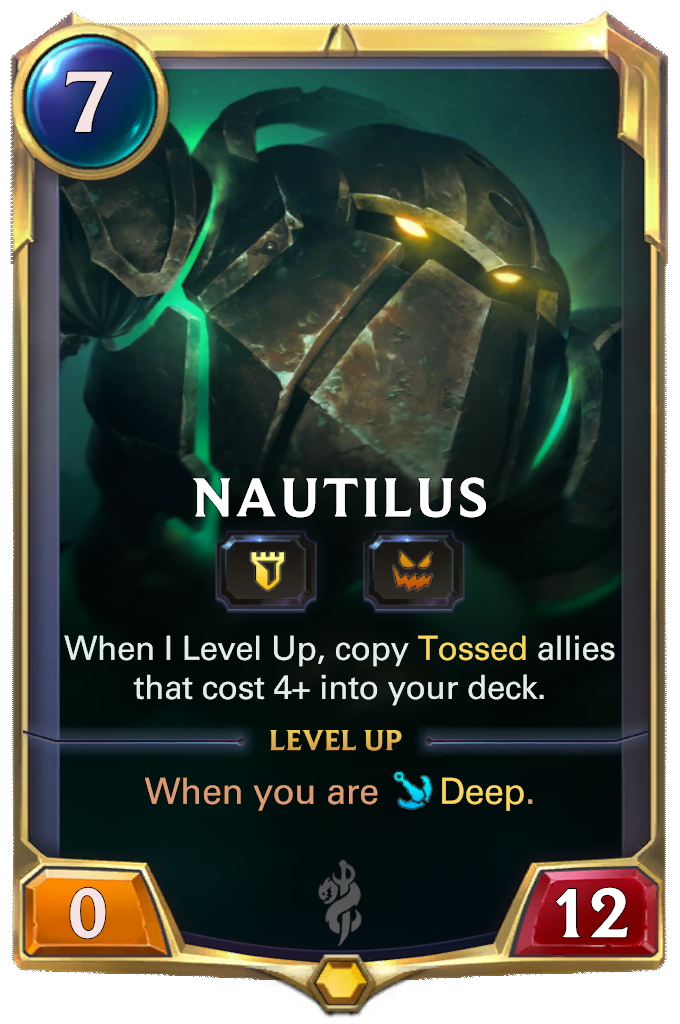 7
NAUTILUS
When I Level Up, copy Tossed allies
that cost 4+ into your deck.
LEVEL UP
When you are Deep.
0
12